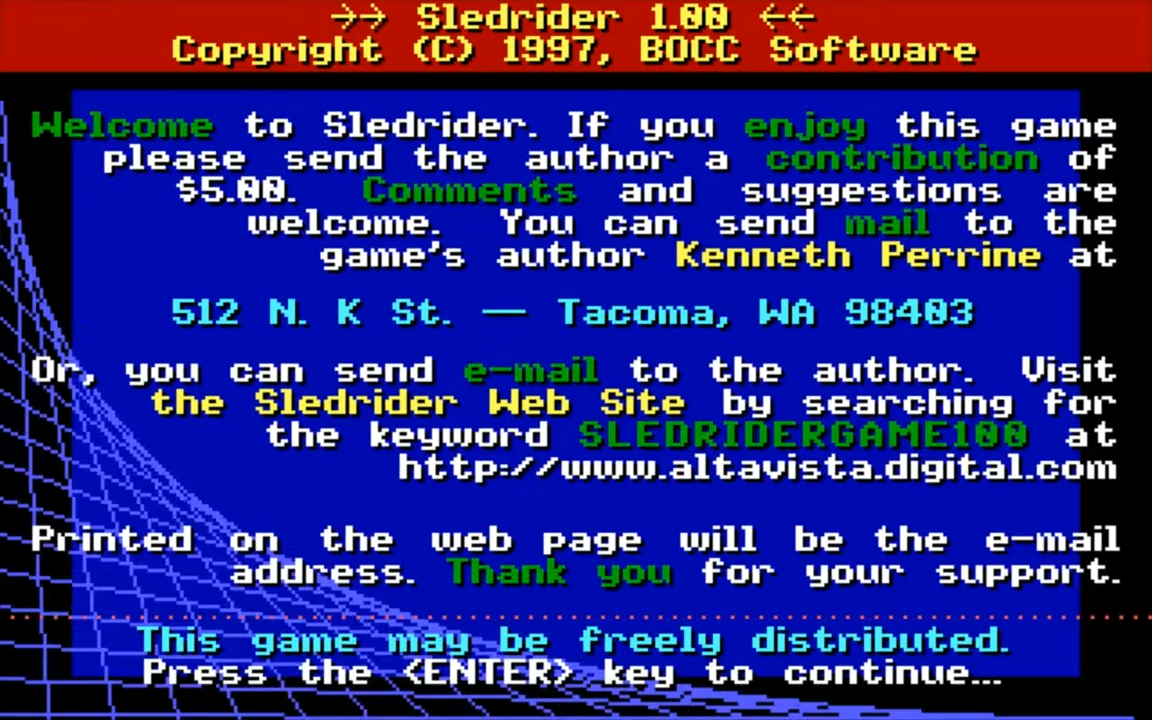 ->-> Sledrider 1.00 <-<-
Copyright (C) 1997, BOCC Software
Welcome to Sledrider. If you enjoy this game
please send the author a contribution of
$5.00. Comments and suggestions are
welcome. You can send mail to the
game's author Kenneth Perrine at
512 N. K St. — Tacoma, WA 98403
Or, you can send e-mail to the author. Visit
the Sledrider Web Site by searching for
the keyword SLEDRIDERGAME100 at
http://www.altavista.digital.com
Printed on the web page will be the e-mail
address. Thank you for your support.
This game may be freely distributed.
Press the <ENTER> key to continue...